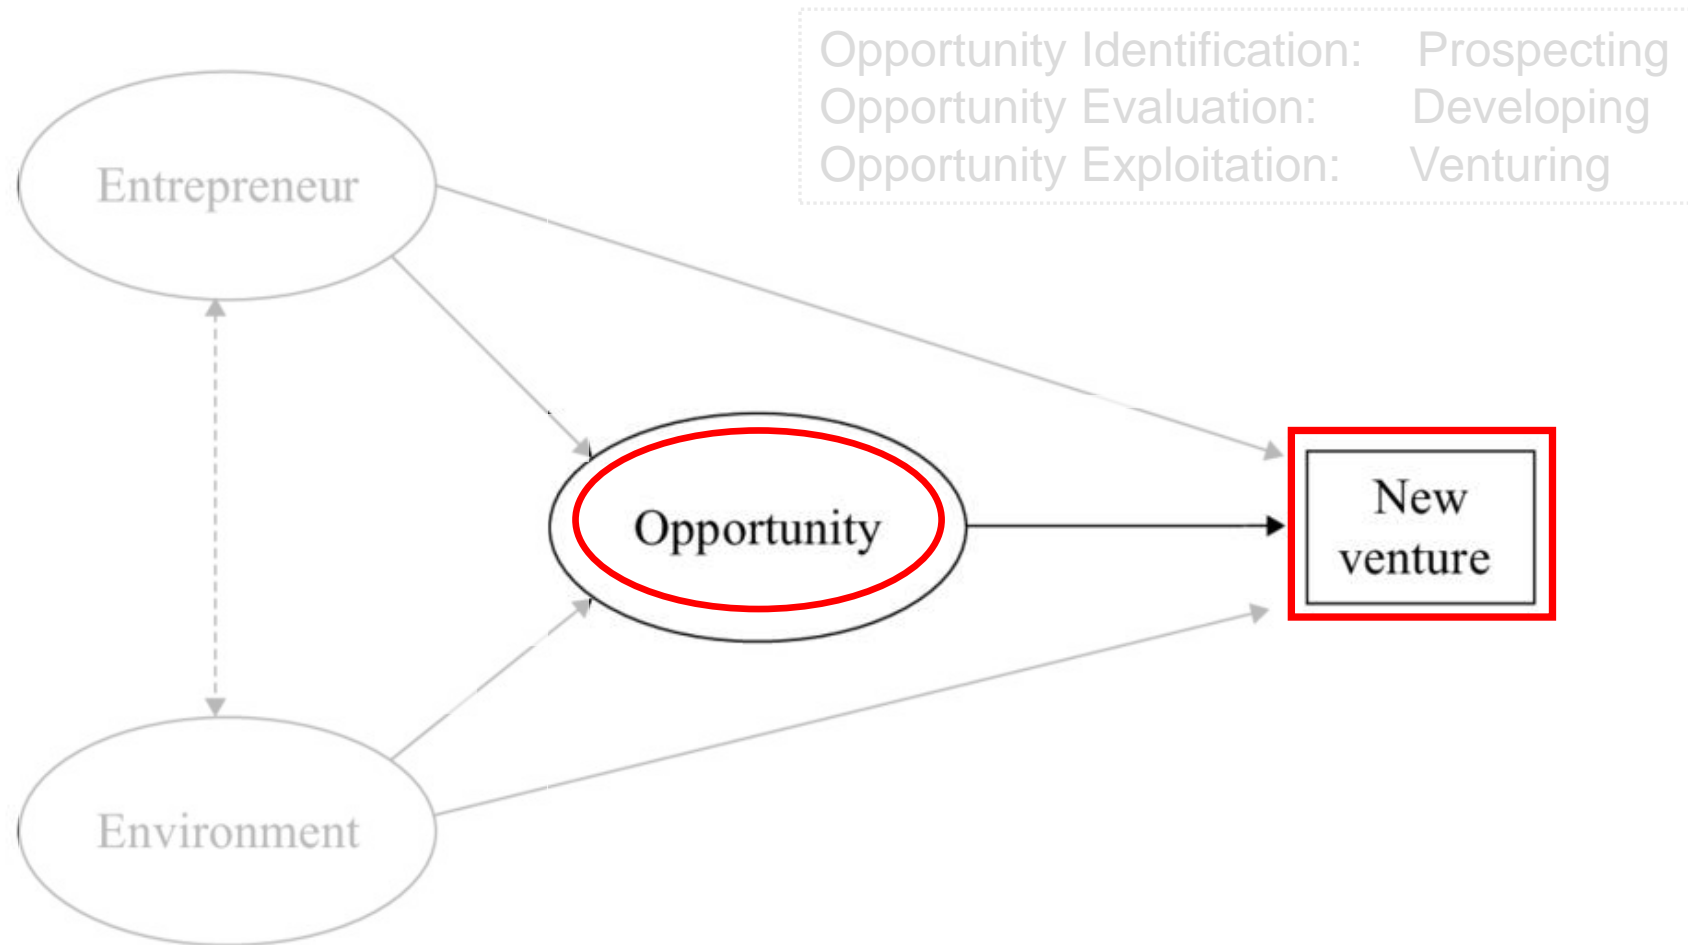 Opportunity Identification: Prospecting
Opportunity Evaluation: Developing
Opportunity Exploitation: Venturing
Entrepreneur
Opportunity
New
venture
Environment